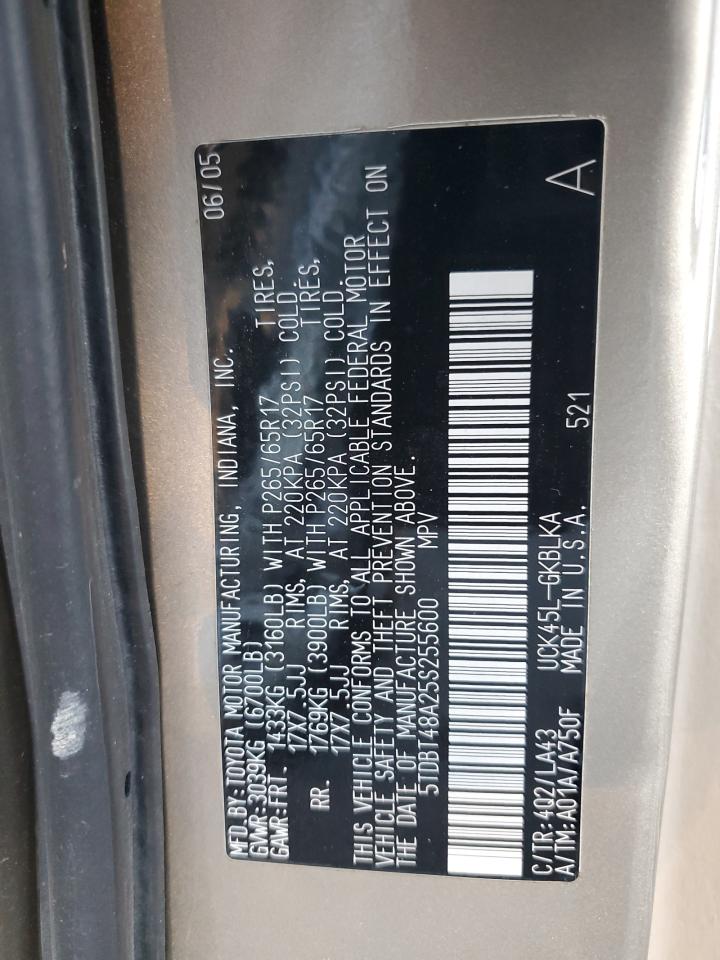 MFD.BY:TOYOTA MOTOR MANUFACTURING, INDIANA, INC. 06/05
GVWR:3039KG (6700LB)
GAWR:FRT. 1433KG (3160LB) WITH P265/65R17 TIRES,
17X7.5JJ RIMS, AT 220KPA (32PSI) COLD.
RR. 1769KG (3900LB) WITH P265/65R17 TIRES,
17X7.5JJ RIMS, AT 220KPA (32PSI) COLD.
THIS VEHICLE CONFORMS TO ALL APPLICABLE FEDERAL MOTOR
VEHICLE SAFETY AND THEFT PREVENTION STANDARDS IN EFFECT ON
THE DATE OF MANUFACTURE SHOWN ABOVE.
5TDBT48A25S255600 MPV
C/TR:4Q2/LA43 UCK45L-GKBLKA
A/TM:A01A/A750F MADE IN U.S.A. 521 A